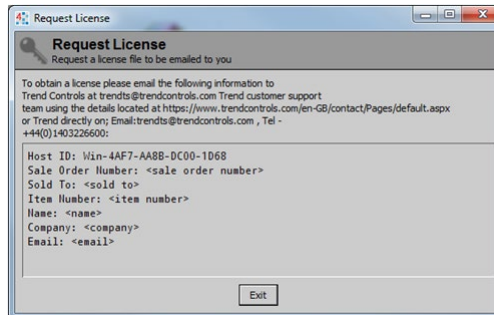 Request License
Request License
Request a license file to be emailed to you
To obtain a license please email the following information to
Trend Controls at trendts@trendcontrols.com Trend customer support
team using the details located at https://www.trendcontrols.com/en-GB/contact/Pages/default.aspx
or Trend directly on; Email:trendts@trendcontrols.com , Tel -
+44(0)1403226600:
Host ID: Win-4AF7-AA8B-DC00-1D68
Sale Order Number: <sale order number>
Sold To: <sold to>
Item Number: <item number>
Name: <name>
Company: <company>
Email: <email>
Exit